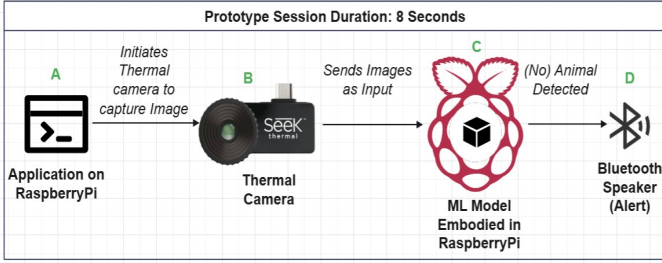 Prototype Session Duration: 8 Seconds
A
Initiates
Thermal
camera to
capture Image
B
Sends Images
as Input
C
(No) Animal
Detected
D
>_
Application on
RaspberryPi
Seek
thermal
Thermal
Camera
ML Model
Embodied in
RaspberryPi
Bluetooth
Speaker
(Alert)